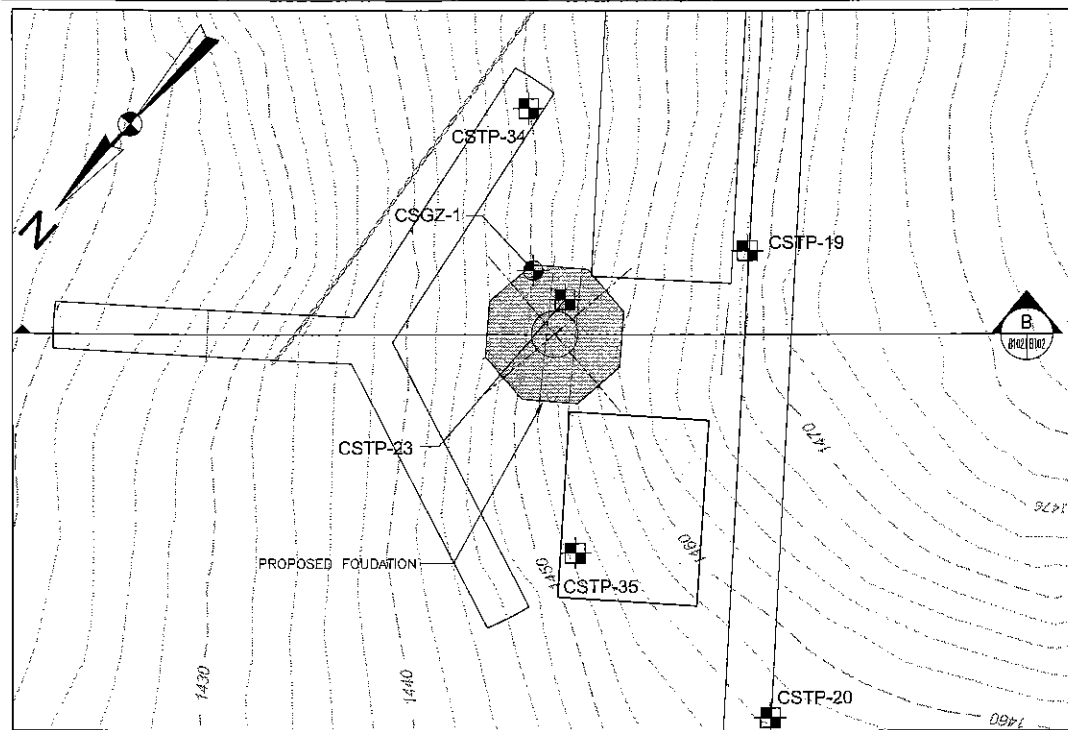 N
CSTP-34
CSGZ-1
CSTP-19
B
B102 B102
1470
CSTP-23
1476
1460
PROPOSED FOUDATION
1450
CSTP-35
1430
1440
CSTP-20
1460